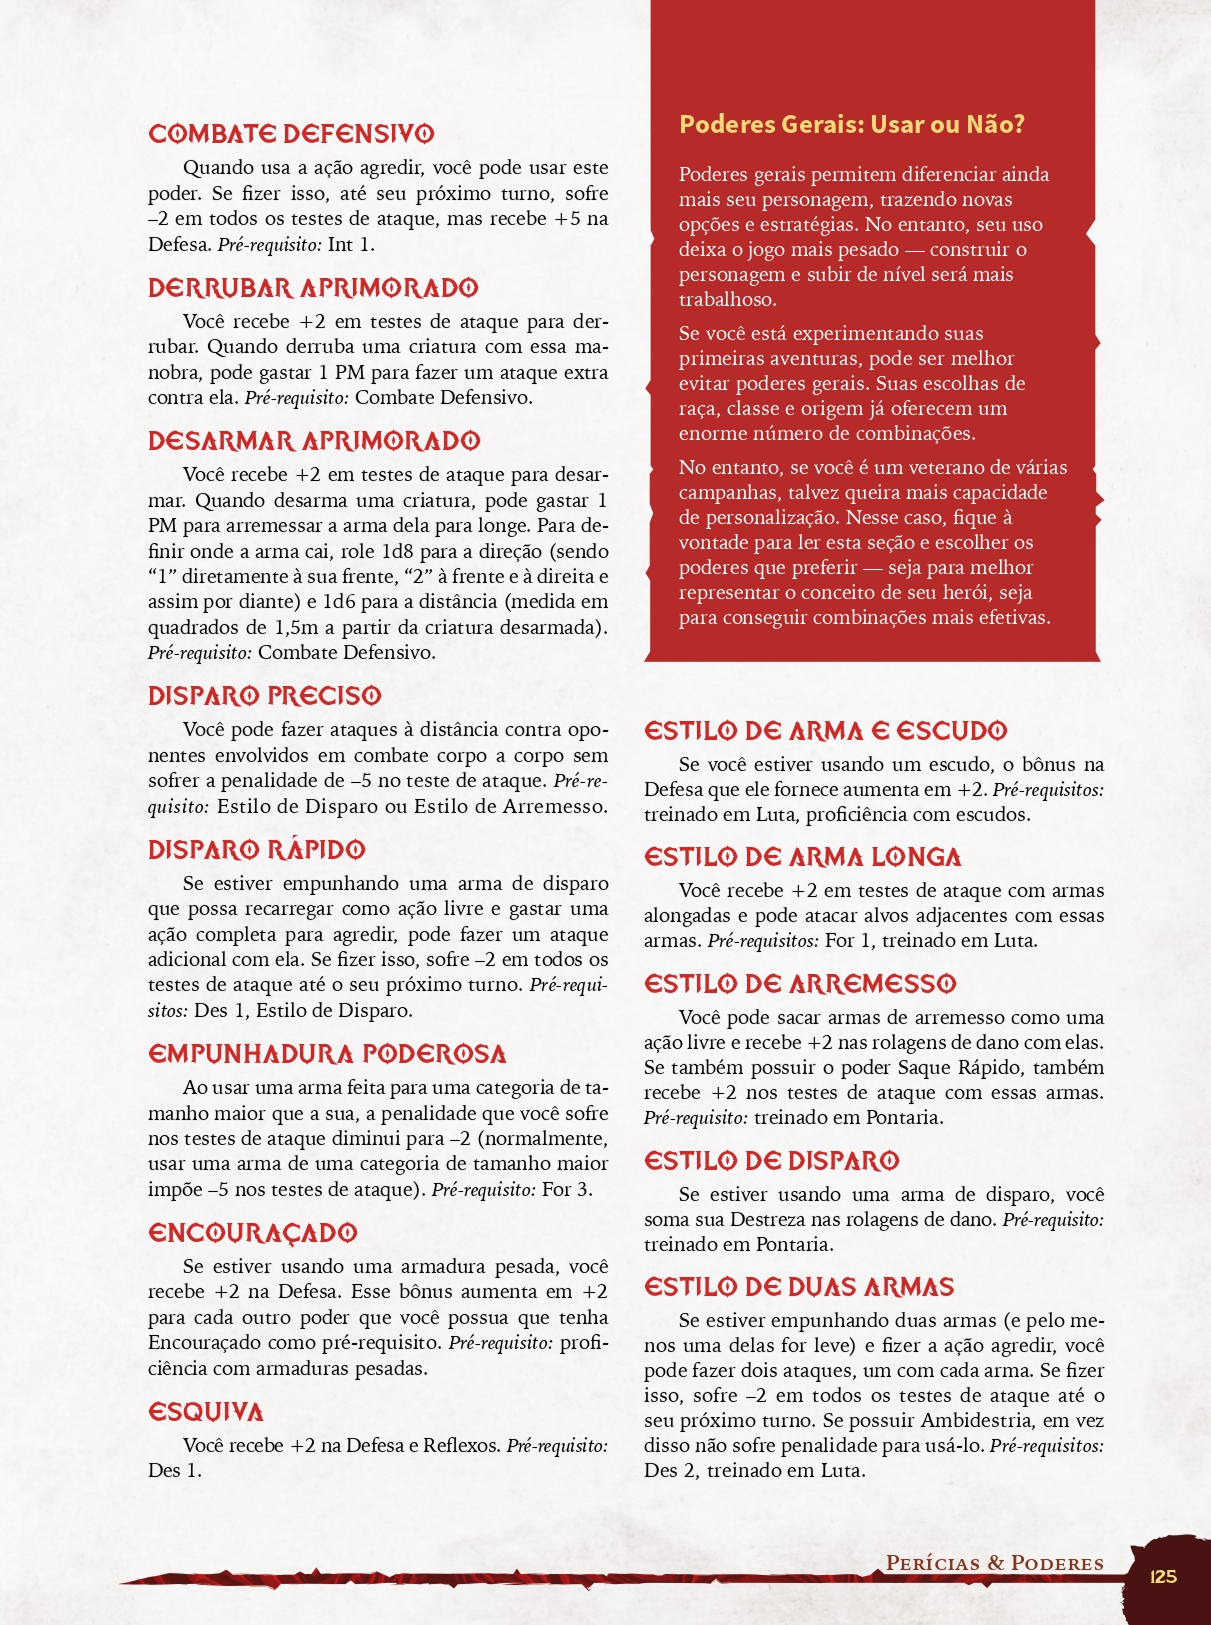 COMBATE DEFENSIVO
Quando usa a ação agredir, você pode usar este
poder. Se fizer isso, até seu próximo turno, sofre
–2 em todos os testes de ataque, mas recebe +5 na
Defesa. Pré-requisito: Int 1.
DERRUBAR APRIMORADO
Você recebe +2 em testes de ataque para der-
rubar. Quando derruba uma criatura com essa ma-
nobra, pode gastar 1 PM para fazer um ataque extra
contra ela. Pré-requisito: Combate Defensivo.
DESARMAR APRIMORADO
Você recebe +2 em testes de ataque para desar-
mar. Quando desarma uma criatura, pode gastar 1
PM para arremessar a arma dela para longe. Para de-
finir onde a arma cai, role 1d8 para a direção (sendo
“1” diretamente à sua frente, “2” à frente e à direita e
assim por diante) e 1d6 para a distância (medida em
quadrados de 1,5m a partir da criatura desarmada).
Pré-requisito: Combate Defensivo.
DISPARO PRECISO
Você pode fazer ataques à distância contra opo-
nentes envolvidos em combate corpo a corpo sem
sofrer a penalidade de –5 no teste de ataque. Pré-re-
quisito: Estilo de Disparo ou Estilo de Arremesso.
DISPARO RÁPIDO
Se estiver empunhando uma arma de disparo
que possa recarregar como ação livre e gastar uma
ação completa para agredir, pode fazer um ataque
adicional com ela. Se fizer isso, sofre –2 em todos os
testes de ataque até o seu próximo turno. Pré-requi-
sitos: Des 1, Estilo de Disparo.
EMPUNHADURA PODEROSA
Ao usar uma arma feita para uma categoria de ta-
manho maior que a sua, a penalidade que você sofre
nos testes de ataque diminui para –2 (normalmente,
usar uma arma de uma categoria de tamanho maior
impõe –5 nos testes de ataque). Pré-requisito: For 3.
ENCOURAÇADO
Se estiver usando uma armadura pesada, você
recebe +2 na Defesa. Esse bônus aumenta em +2
para cada outro poder que você possua que tenha
Encouraçado como pré-requisito. Pré-requisito: profi-
ciência com armaduras pesadas.
ESQUIVA
Você recebe +2 na Defesa e Reflexos. Pré-requisito:
Des 1.
Poderes Gerais: Usar ou Não?
Poderes gerais permitem diferenciar ainda
mais seu personagem, trazendo novas
opções e estratégias. No entanto, seu uso
deixa o jogo mais pesado — construir o
personagem e subir de nível será mais
trabalhoso.
Se você está experimentando suas
primeiras aventuras, pode ser melhor
evitar poderes gerais. Suas escolhas de
raça, classe e origem já oferecem um
enorme número de combinações.
No entanto, se você é um veterano de várias
campanhas, talvez queira mais capacidade
de personalização. Nesse caso, fique à
vontade para ler esta seção e escolher os
poderes que preferir — seja para melhor
representar o conceito de seu herói, seja
para conseguir combinações mais efetivas.
ESTILO DE ARMA E ESCUDO
Se você estiver usando um escudo, o bônus na
Defesa que ele fornece aumenta em +2. Pré-requisitos:
treinado em Luta, proficiência com escudos.
ESTILO DE ARMA LONGA
Você recebe +2 em testes de ataque com armas
alongadas e pode atacar alvos adjacentes com essas
armas. Pré-requisitos: For 1, treinado em Luta.
ESTILO DE ARREMESSO
Você pode sacar armas de arremesso como uma
ação livre e recebe +2 nas rolagens de dano com elas.
Se também possuir o poder Saque Rápido, também
recebe +2 nos testes de ataque com essas armas.
Pré-requisito: treinado em Pontaria.
ESTILO DE DISPARO
Se estiver usando uma arma de disparo, você
soma sua Destreza nas rolagens de dano. Pré-requisito:
treinado em Pontaria.
ESTILO DE DUAS ARMAS
Se estiver empunhando duas armas (e pelo me-
nos uma delas for leve) e fizer a ação agredir, você
pode fazer dois ataques, um com cada arma. Se fizer
isso, sofre –2 em todos os testes de ataque até o
seu próximo turno. Se possuir Ambidestria, em vez
disso não sofre penalidade para usá-lo. Pré-requisitos:
Des 2, treinado em Luta.
Perícias & Poderes
125